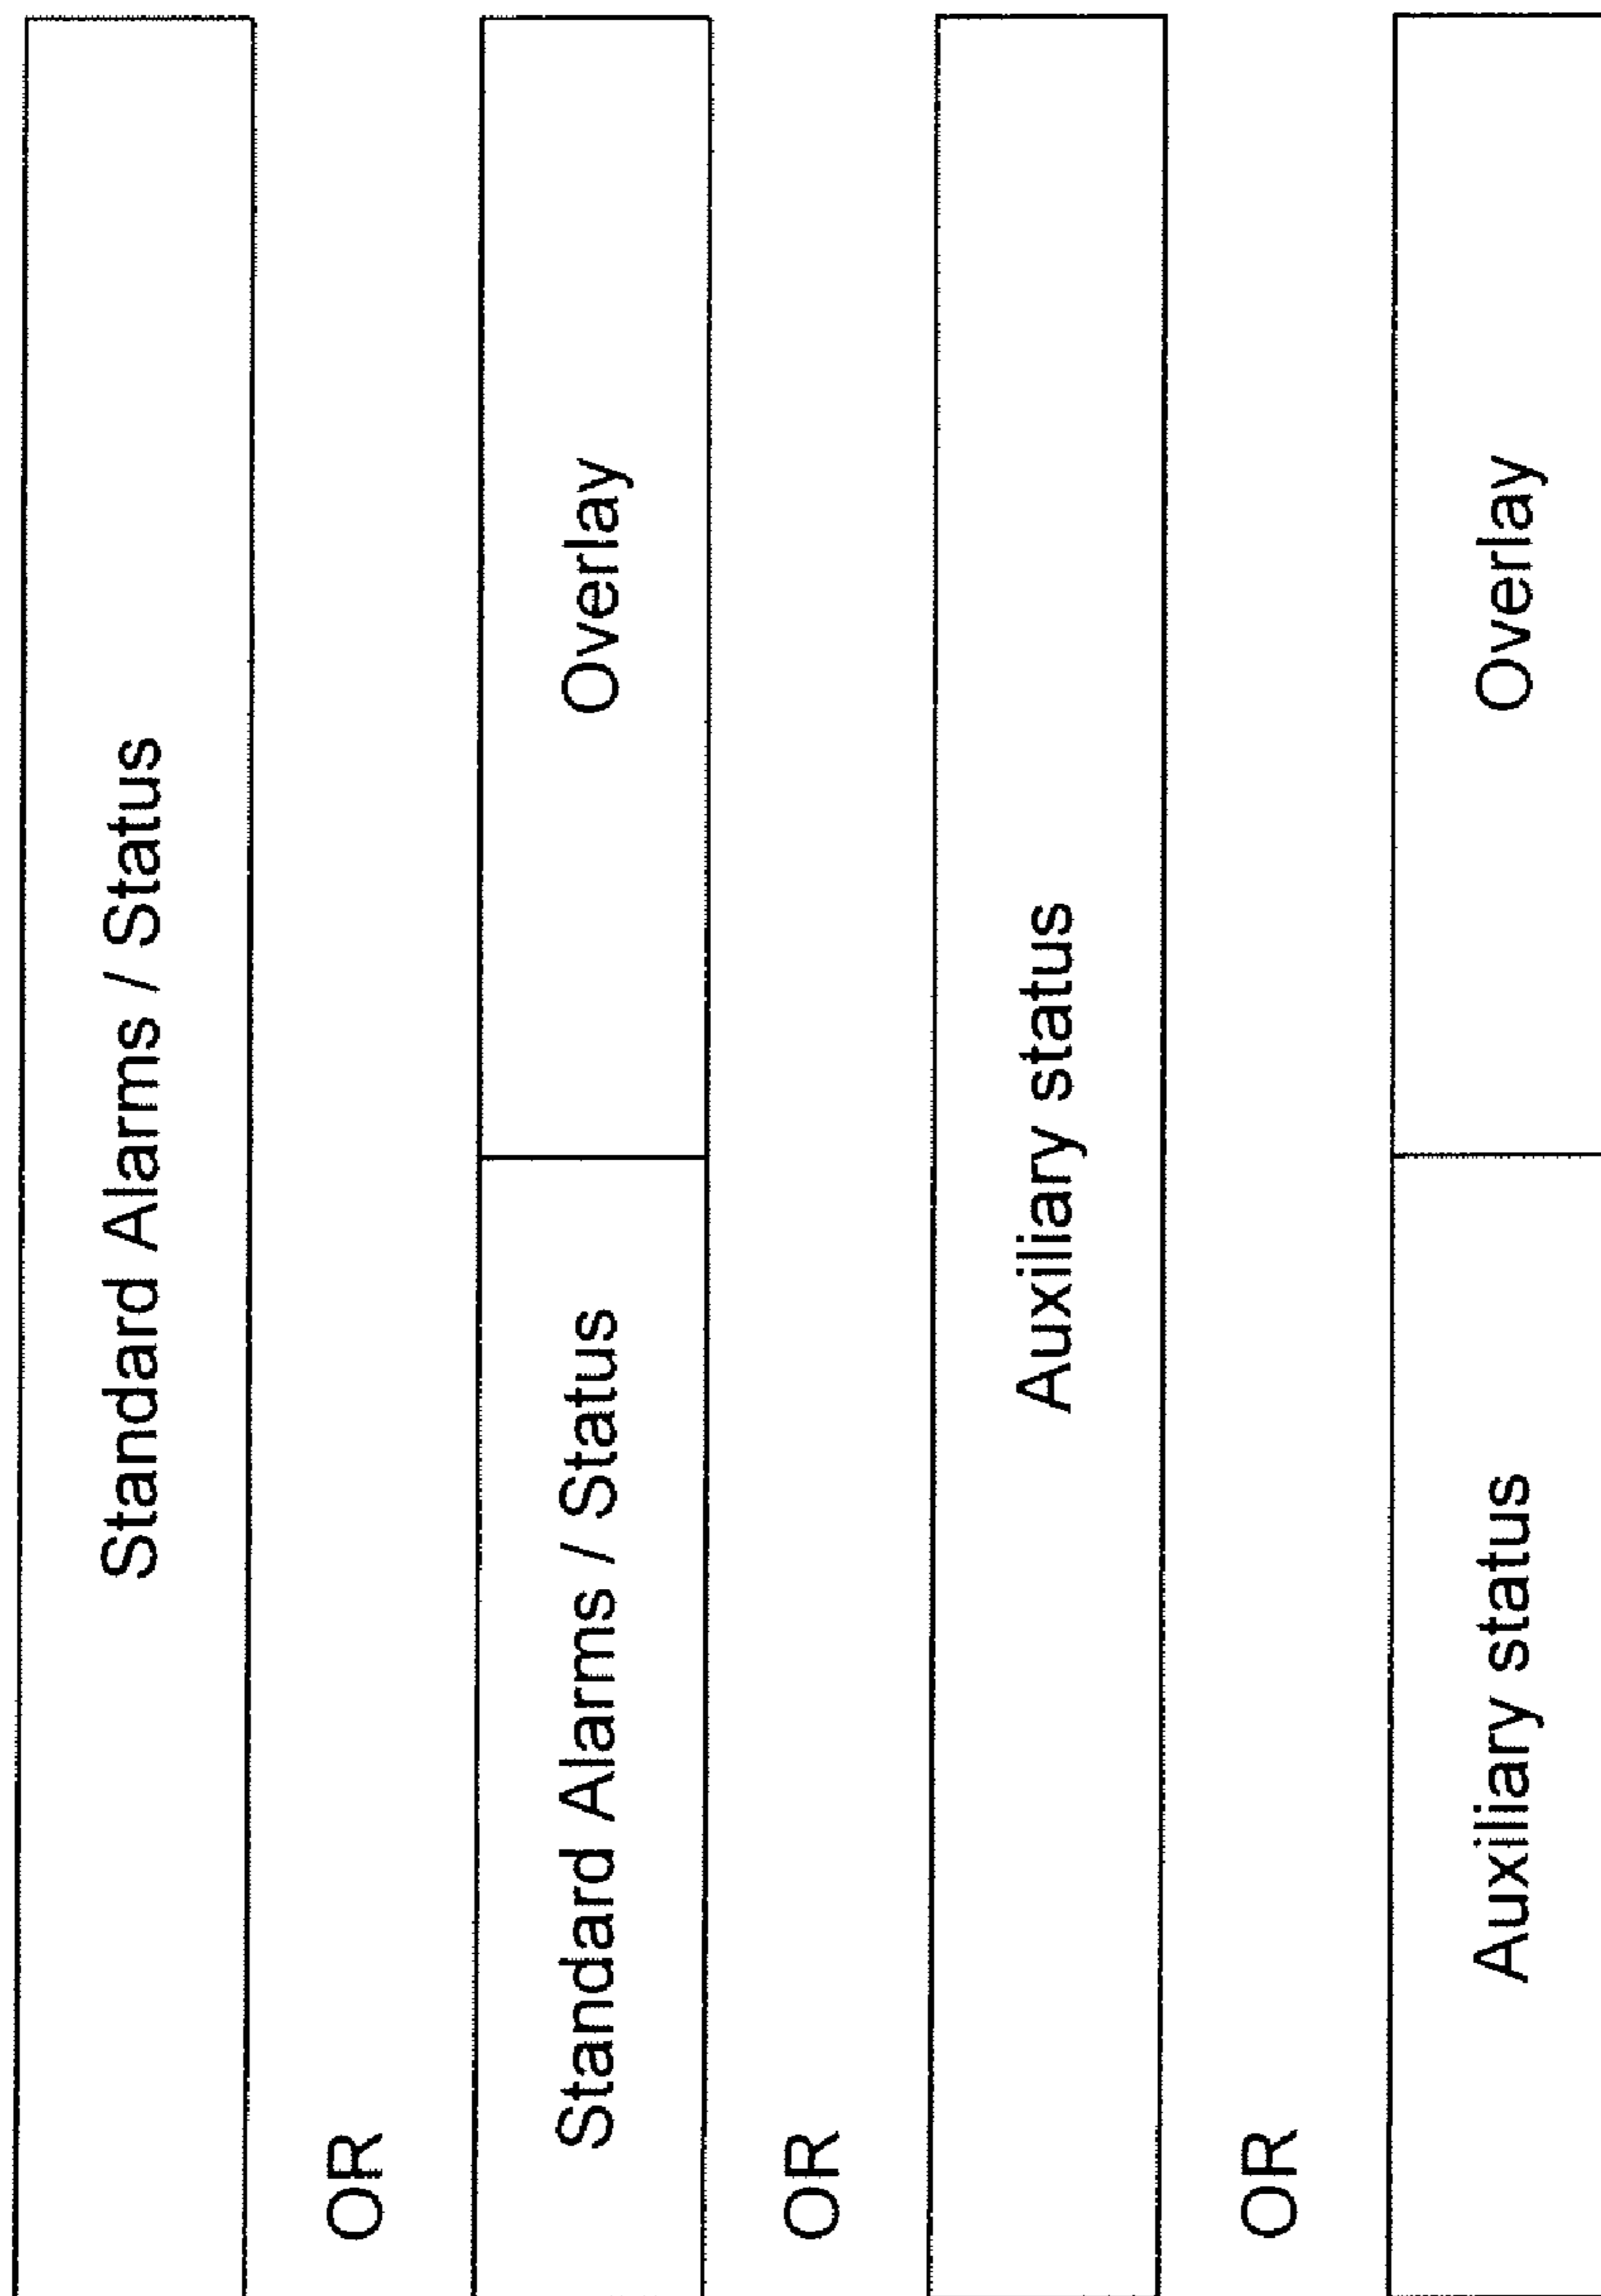 Standard Alarms / Status
OR
Standard Alarms / Status
Overlay
OR
Auxiliary status
OR
Auxiliary status
Overlay